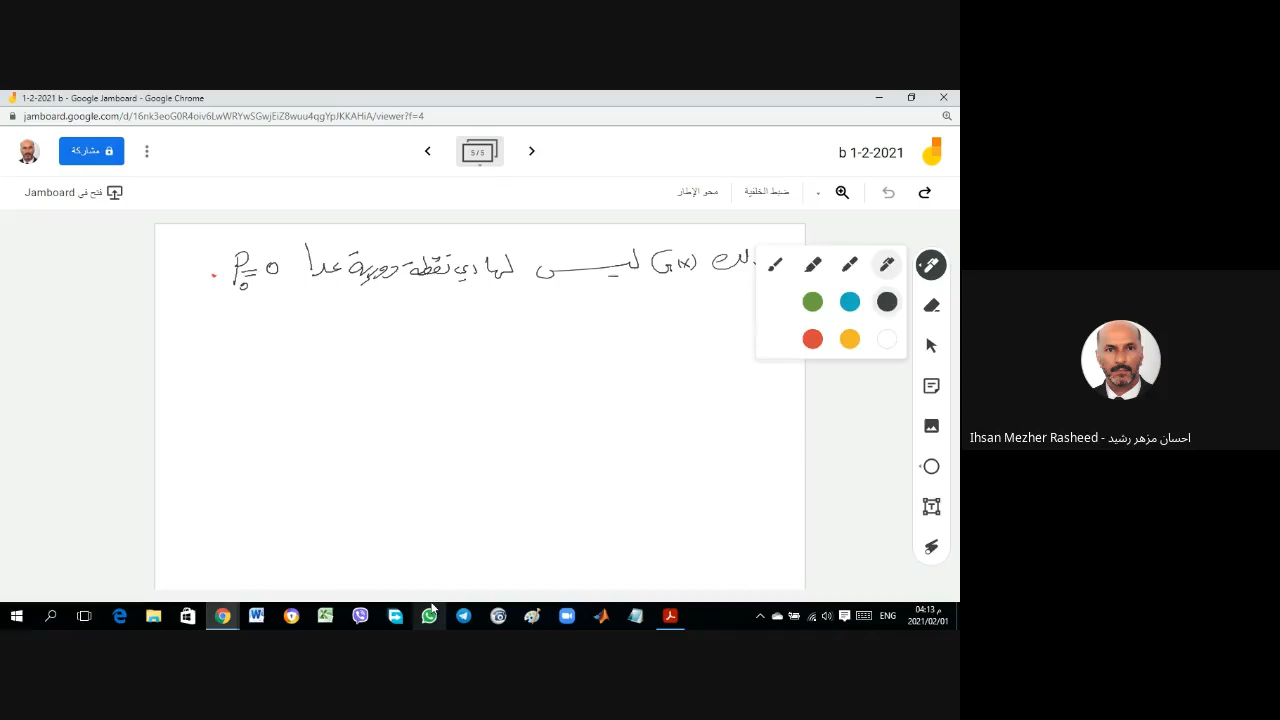 1-2-2021 b - Google Jamboard - Google Chrome
jamboard.google.com/d/16nk3eoG0R4oiv6LwWRYwSGwjEiZ8wuu4qgYpJKKAHiA/viewer?f=4
مشاركة
5 / 5
b 1-2-2021
فتح في Jamboard
محو الإطار
ضبط الخلفية
G(x) ليس لها دي نقطة دورية عدا P₀ = 0
Ihsan Mezher Rasheed - احسان مزهر رشيد
ENG
04:13 م
2021/02/01